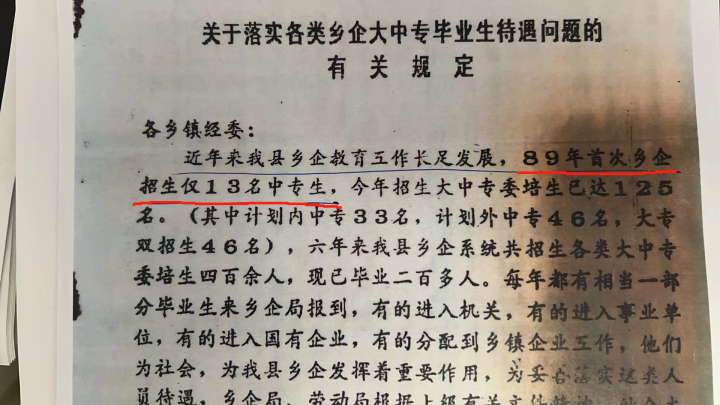 关于落实各类乡企大中专毕业生待遇问题的
有关规定
各乡镇经委：
近年来我县乡企教育工作长足发展，89年首次乡企
招生仅13名中专生，今年招生大中专委培生已达125
名。（其中计划内中专33名，计划外中专46名，大专
双招生46名），六年来我县乡企系统共招生各类大中专
委培生四百余人，现已毕业二百多人。每年都有相当一部
分毕业生来乡企局报到，有的进入机关，有的进入事业单
位，有的进入国有企业，有的分配到乡镇企业工作，他们
为社会，为我县乡企发挥着重要作用，为妥善落实这类人
员待遇，乡企局、劳动局根据上级有关文件精神，